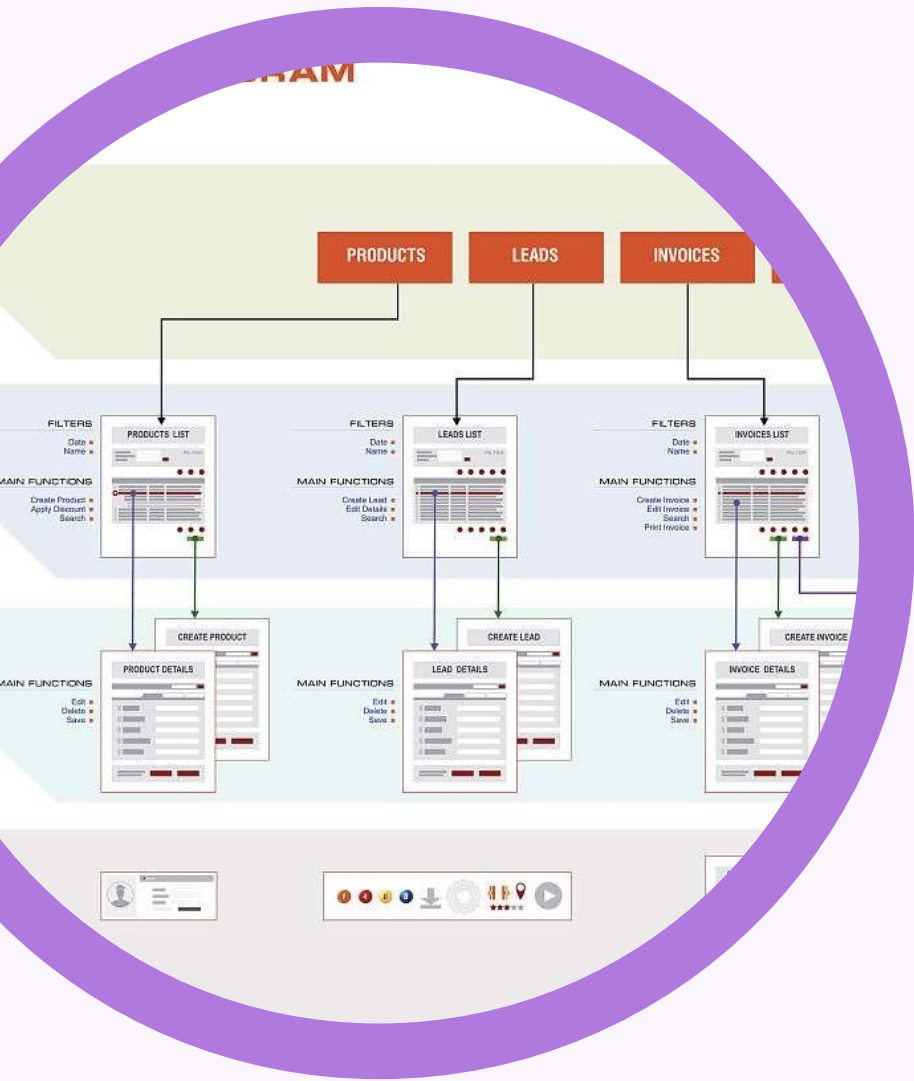 PRODUCTS
LEADS
INVOICES
FILTERS
Date
Name
MAIN FUNCTIONS
Create Product
Apply Discount
Search
PRODUCTS LIST
FILTER
FILTERS
Date
Name
MAIN FUNCTIONS
Create Lead
Edit Details
Search
LEADS LIST
FILTER
FILTERS
Date
Name
MAIN FUNCTIONS
Create Invoice
Edit Invoice
Search
Print Invoice
INVOICES LIST
FILTER
CREATE PRODUCT
PRODUCT DETAILS
MAIN FUNCTIONS
Edit
Delete
Save
CREATE LEAD
LEAD DETAILS
MAIN FUNCTIONS
Edit
Delete
Save
CREATE INVOICE
INVOICE DETAILS
MAIN FUNCTIONS
Edit
Delete
Save